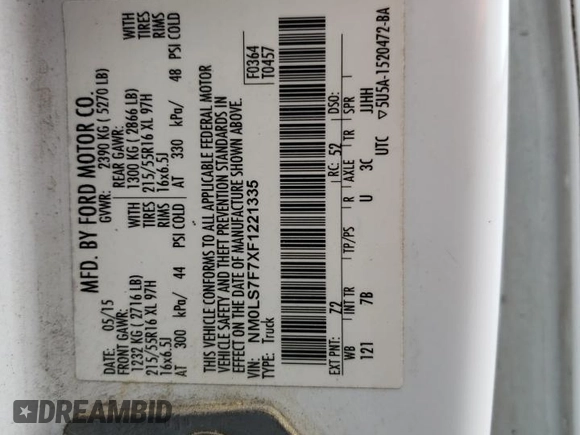 MFD. BY FORD MOTOR CO.
DATE: 05/15 GVWR: 2390 KG ( 5270 LB)
FRONT GAWR: REAR GAWR: WITH
1232 KG ( 2716 LB) 1300 KG ( 2866 LB) TIRES
215/55R16 XL 97H 215/55R16 XL 97H RIMS
16x6.5J 16x6.5J
AT 300 kPa/ 44 PSI COLD AT 330 kPa/ 48 PSI COLD
WITH
TIRES
RIMS
THIS VEHICLE CONFORMS TO ALL APPLICABLE FEDERAL MOTOR
VEHICLE SAFETY AND THEFT PREVENTION STANDARDS IN
EFFECT ON THE DATE OF MANUFACTURE SHOWN ABOVE.
F0364
T0457
VIN: NM0LS7F7XF1221335
TYPE: Truck
EXT PNT: Z2 RC: 52 DSO:
WB INT TR TP/PS R AXLE TR SPR
121 7B U 3C JJHH
UTC ▽5U5A-1520472-BA
DREAMBID